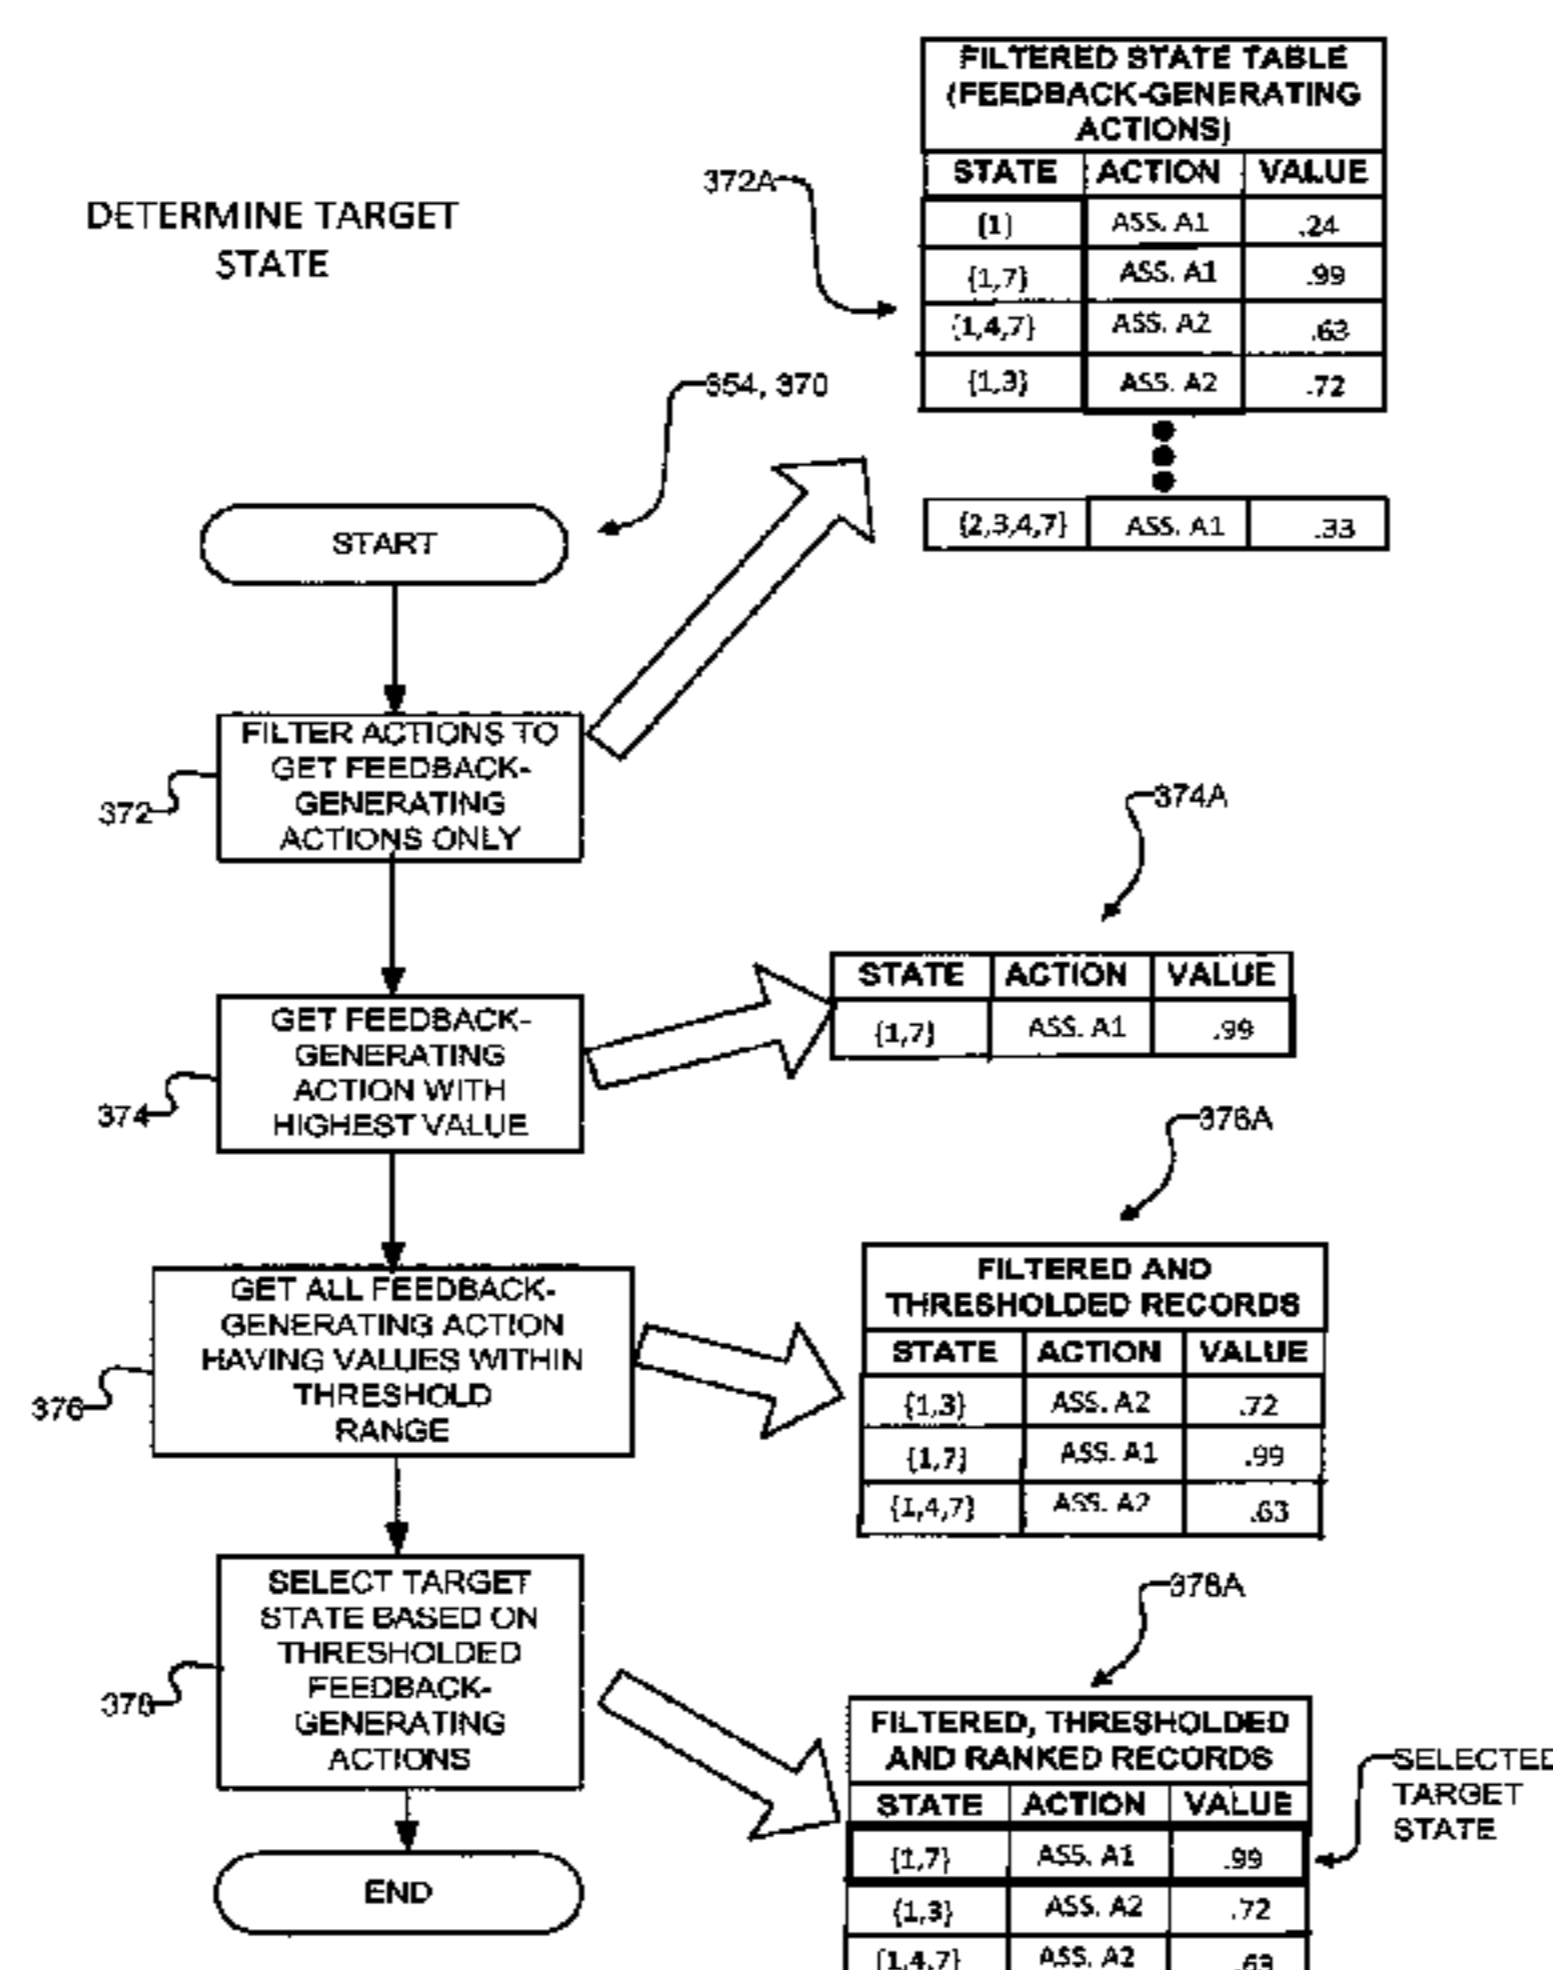 DETERMINE TARGET
STATE
354, 370
START
FILTER ACTIONS TO
GET FEEDBACK-
GENERATING
ACTIONS ONLY
372
GET FEEDBACK-
GENERATING
ACTION WITH
HIGHEST VALUE
374
GET ALL FEEDBACK-
GENERATING ACTION
HAVING VALUES WITHIN
THRESHOLD
RANGE
376
SELECT TARGET
STATE BASED ON
THRESHOLDED
FEEDBACK-
GENERATING
ACTIONS
378
END
372A
FILTERED STATE TABLE
(FEEDBACK-GENERATING
ACTIONS)
STATE ACTION VALUE
{1} ASS. A1 .24
{1,7} ASS. A1 .99
{1,4,7} ASS. A2 .63
{1,3} ASS. A2 .72
{2,3,4,7} ASS. A1 .33
374A
STATE ACTION VALUE
{1,7} ASS. A1 .99
376A
FILTERED AND
THRESHOLDED RECORDS
STATE ACTION VALUE
{1,3} ASS. A2 .72
{1,7} ASS. A1 .99
{1,4,7} ASS. A2 .63
378A
FILTERED, THRESHOLDED
AND RANKED RECORDS
STATE ACTION VALUE
{1,7} ASS. A1 .99
{1,3} ASS. A2 .72
{1,4,7} ASS. A2 .63
SELECTED
TARGET
STATE